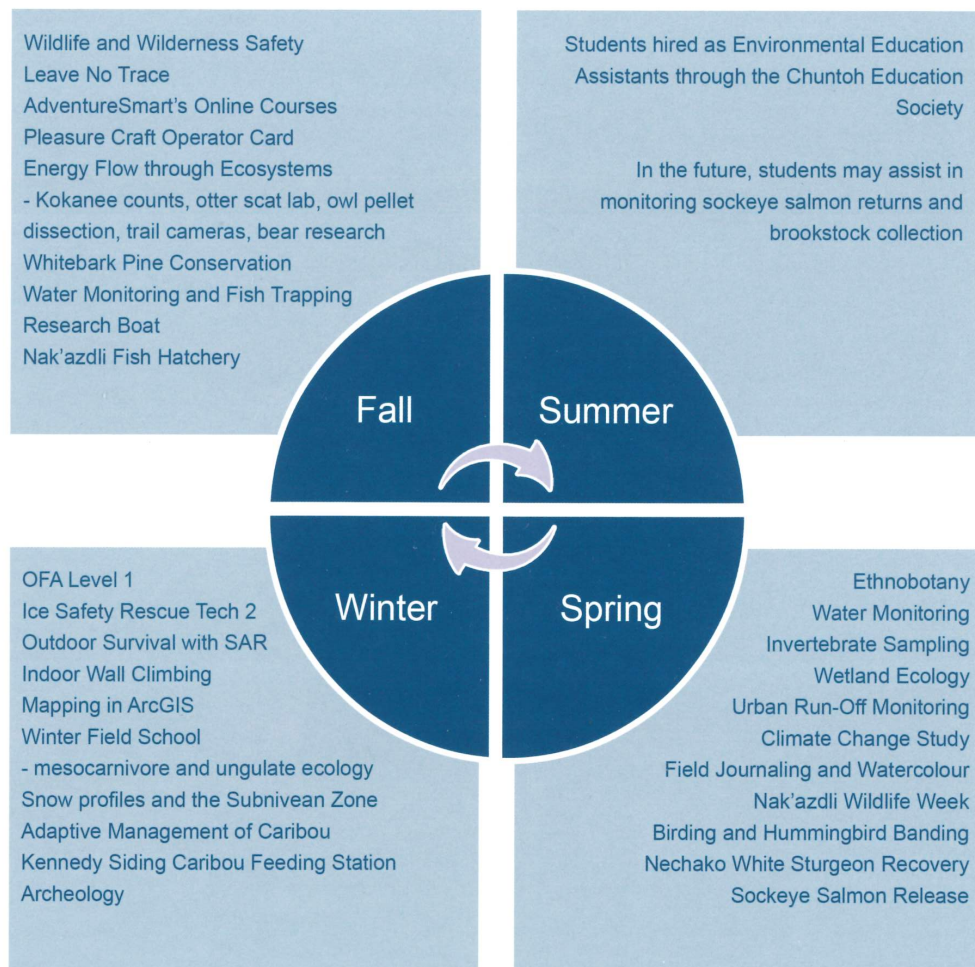 Wildlife and Wilderness Safety
Leave No Trace
AdventureSmart's Online Courses
Pleasure Craft Operator Card
Energy Flow through Ecosystems
- Kokanee counts, otter scat lab, owl pellet
dissection, trail cameras, bear research
Whitebark Pine Conservation
Water Monitoring and Fish Trapping
Research Boat
Nak'azdli Fish Hatchery
Students hired as Environmental Education
Assistants through the Chuntoh Education
Society
In the future, students may assist in
monitoring sockeye salmon returns and
brookstock collection
Fall
Summer
Winter
Spring
OFA Level 1
Ice Safety Rescue Tech 2
Outdoor Survival with SAR
Indoor Wall Climbing
Mapping in ArcGIS
Winter Field School
- mesocarnivore and ungulate ecology
Snow profiles and the Subnivean Zone
Adaptive Management of Caribou
Kennedy Siding Caribou Feeding Station
Archeology
Ethnobotany
Water Monitoring
Invertebrate Sampling
Wetland Ecology
Urban Run-Off Monitoring
Climate Change Study
Field Journaling and Watercolour
Nak'azdli Wildlife Week
Birding and Hummingbird Banding
Nechako White Sturgeon Recovery
Sockeye Salmon Release